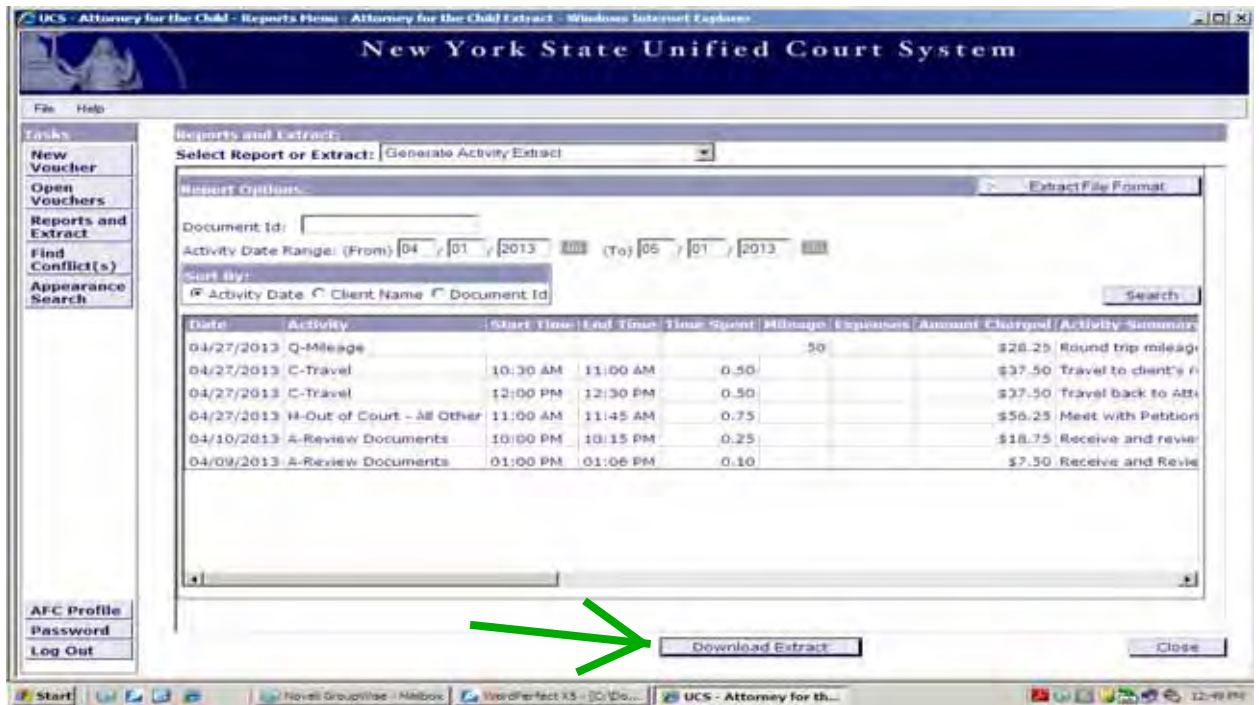 UCS - Attorney for the Child - Reports Menu - Attorney for the Child Extract - Windows Internet Explorer
New York State Unified Court System
File Help
Tasks
New Voucher
Open Vouchers
Reports and Extract
Find Conflict(s)
Appearance Search
Reports and Extract:
Select Report or Extract: Generate Activity Extract
Report Options: Extract File Format
Document Id:
Activity Date Range: (From) 04 / 01 / 2013 (To) 05 / 01 / 2013
Sort By:
Activity Date Client Name Document Id
Search
Date Activity Start Time End Time Time Spent Mileage Expenses Amount Charged Activity Summary
04/27/2013 Q-Mileage 50 $28.25 Round trip mileage
04/27/2013 C-Travel 10:30 AM 11:00 AM 0.50 $37.50 Travel to client's r
04/27/2013 C-Travel 12:00 PM 12:30 PM 0.50 $37.50 Travel back to Atto
04/27/2013 H-Out of Court - All Other 11:00 AM 11:45 AM 0.75 $56.25 Meet with Petition
04/10/2013 A-Review Documents 10:00 PM 10:15 PM 0.25 $18.75 Receive and revie
04/09/2013 A-Review Documents 01:00 PM 01:06 PM 0.10 $7.50 Receive and Revie
AFC Profile
Password
Log Out
Download Extract Close
Start Novell GroupWise - Mailbox WordPerfect X5 - [C:\Do... UCS - Attorney for th... 12:49 PM